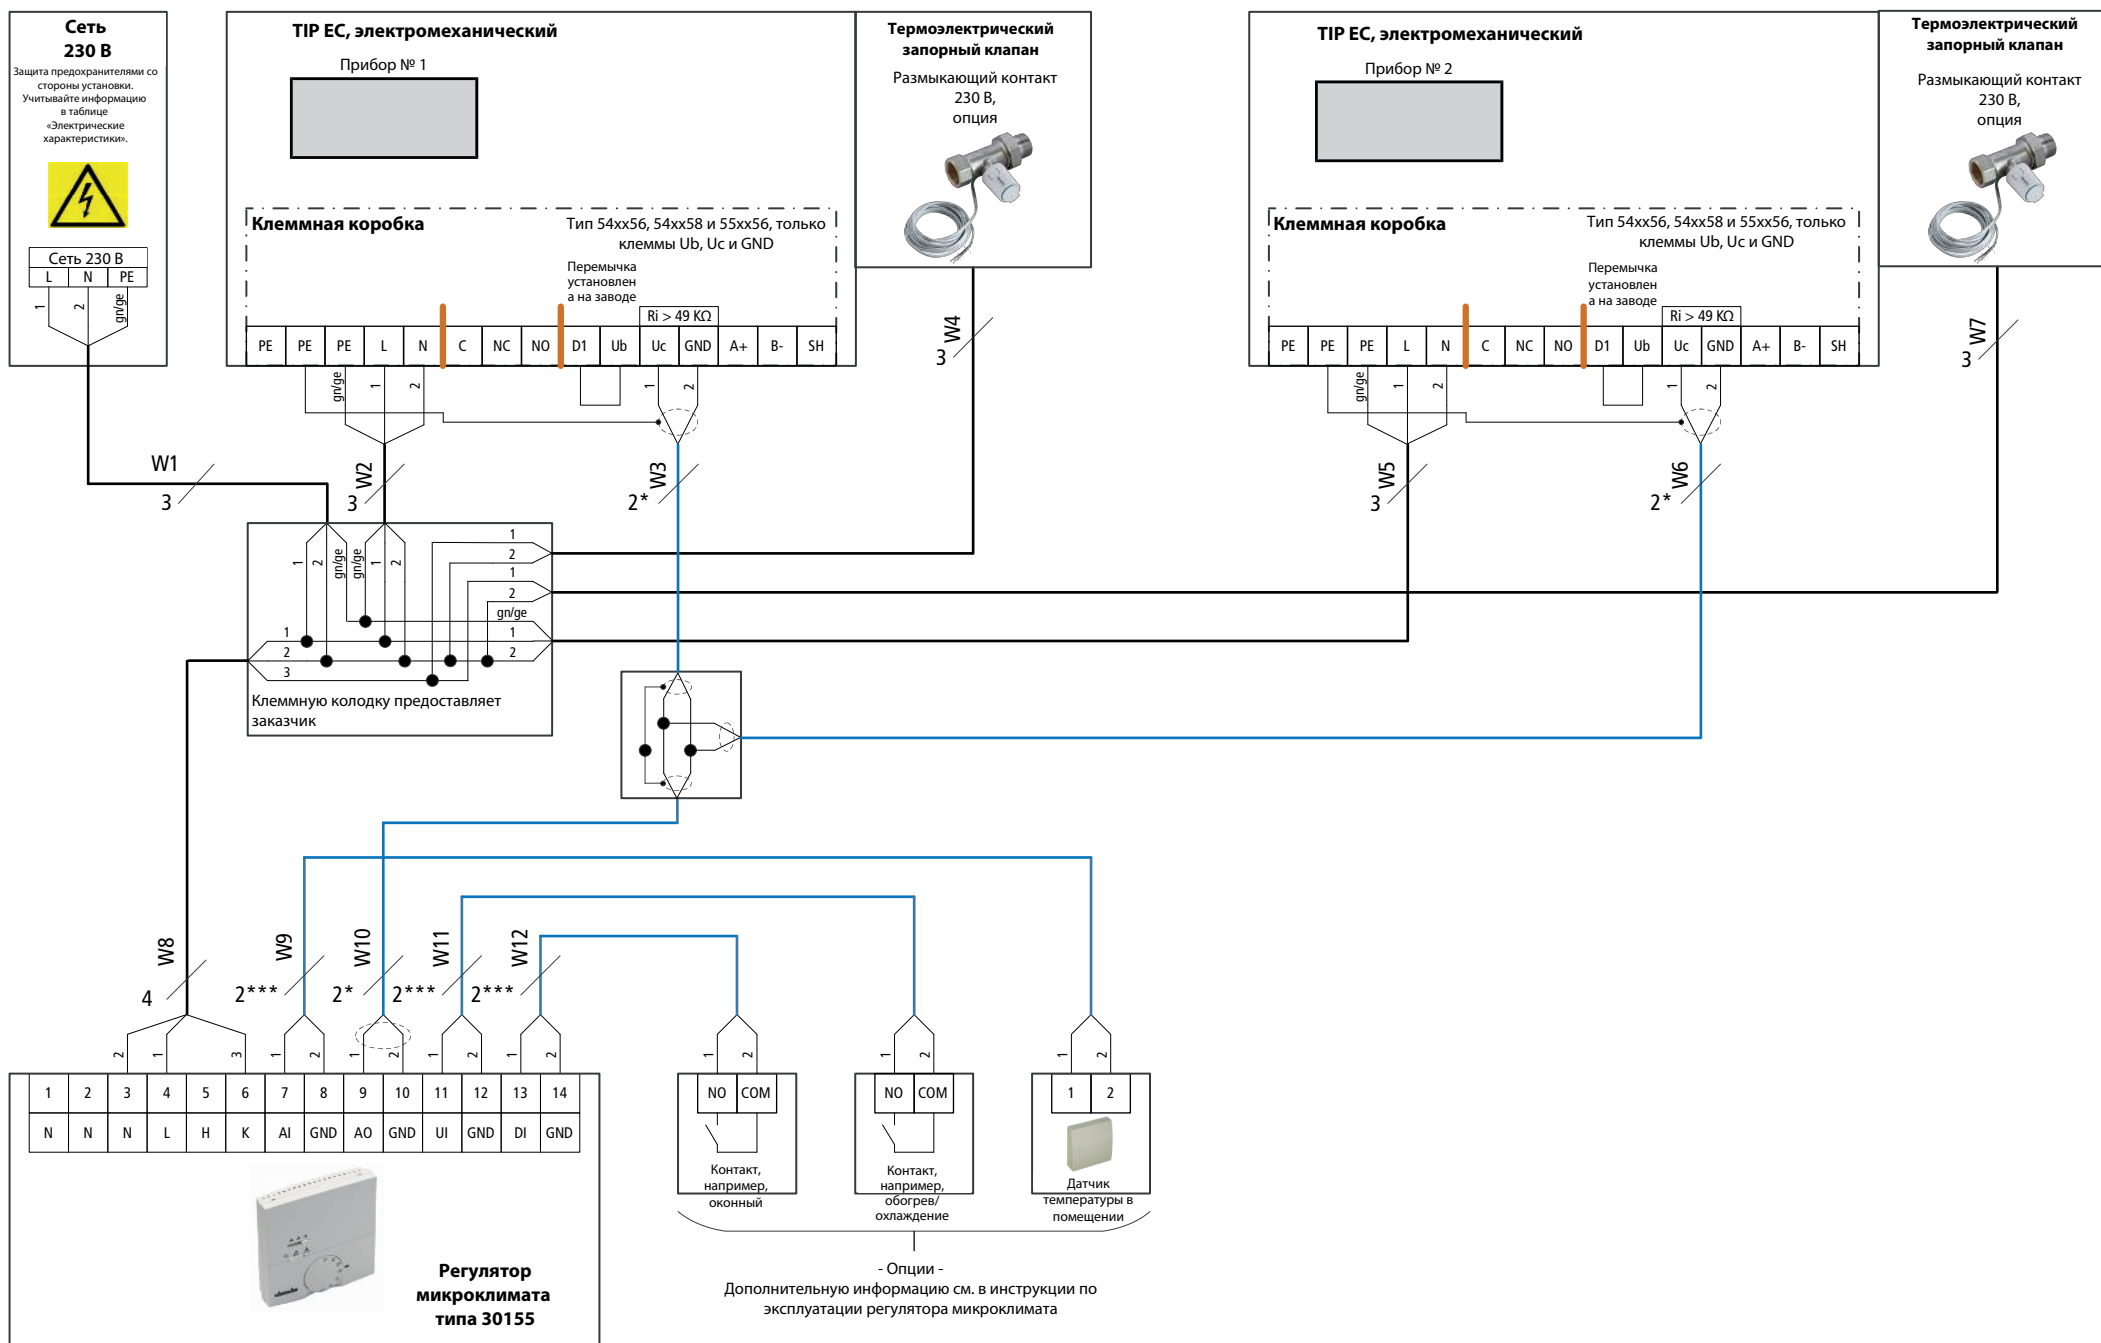 Сеть
230 В
Защита предохранителями со
стороны установки.
Учитывайте информацию
в таблице
«Электрические
характеристики».
Сеть 230 В
L N PE
1 2 gn/ge
TIP EC, электромеханический
Прибор № 1
Клеммная коробка
Тип 54xx56, 54xx58 и 55xx56, только
клеммы Ub, Uc и GND
Перемычка
установлен
а на заводе
Ri > 49 KΩ
PE PE PE L N C NC NO D1 Ub Uc GND A+ B- SH
gn/ge 1 2 1 2
Термоэлектрический
запорный клапан
Размыкающий контакт
230 В,
опция
TIP EC, электромеханический
Прибор № 2
Клеммная коробка
Тип 54xx56, 54xx58 и 55xx56, только
клеммы Ub, Uc и GND
Перемычка
установлен
а на заводе
Ri > 49 KΩ
PE PE PE L N C NC NO D1 Ub Uc GND A+ B- SH
gn/ge 1 2 1 2
Термоэлектрический
запорный клапан
Размыкающий контакт
230 В,
опция
W1
3
W2
3
W3
2*
W4
3
W5
3
W6
2*
W7
3
1 2 gn/ge gn/ge 1 2
1
2
1
2
gn/ge
1
2
1
2
3
Клеммную колодку предоставляет
заказчик
W8
4
W9
2***
W10
2*
W11
2***
W12
2***
2 1 3 1 2 1 2 1 2 1 2
1 2 3 4 5 6 7 8 9 10 11 12 13 14
N N N L H K AI GND AO GND UI GND DI GND
Регулятор
микроклимата
типа 30155
1 2
NO COM
Контакт,
например,
оконный
1 2
NO COM
Контакт,
например,
обогрев/
охлаждение
1 2
1 2
Датчик
температуры в
помещении
- Опции -
Дополнительную информацию см. в инструкции по
эксплуатации регулятора микроклимата